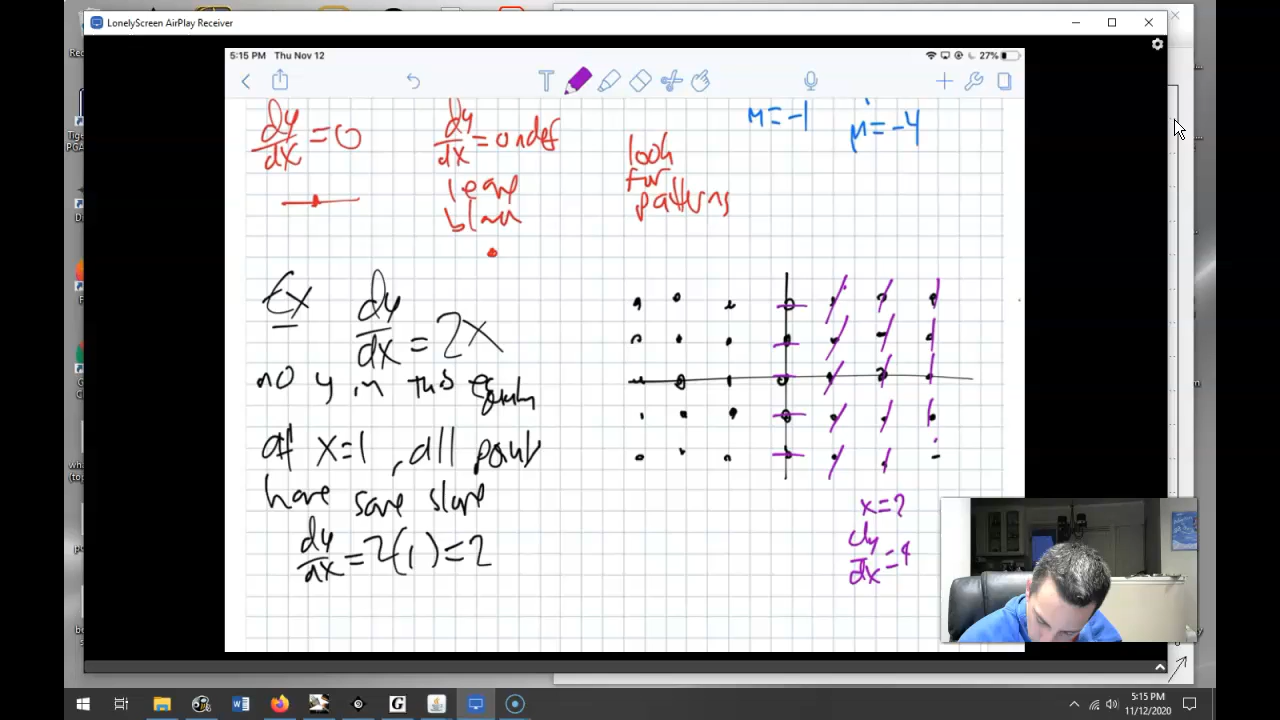 LonelyScreen AirPlay Receiver
5:15 PM Thu Nov 12
27%
T
dy/dx = 0
dy/dx = undef
leave
blank
look
for
patterns
m = -1
m = -4
Ex dy/dx = 2x
no y in this
at x=1, all points
have same slope
dy/dx = 2(1) = 2
x=2
dy/dx = 4
W
G
5:15 PM
11/12/2020